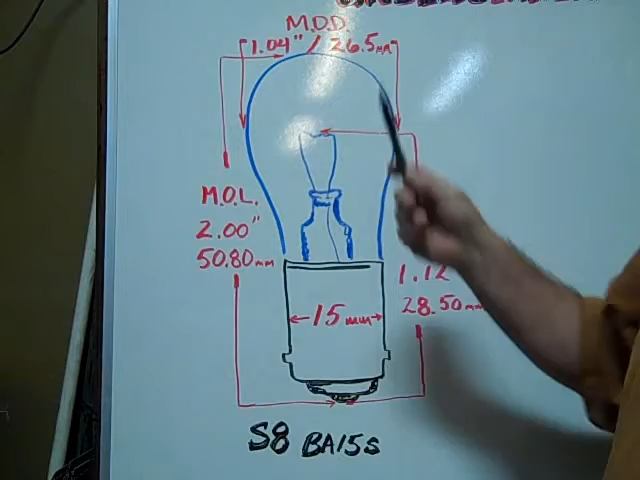 M.O.D.
1.04" / 26.5mm
M.O.L.
2.00"
50.80mm
1.12
28.50mm
15mm
S8 BA15S